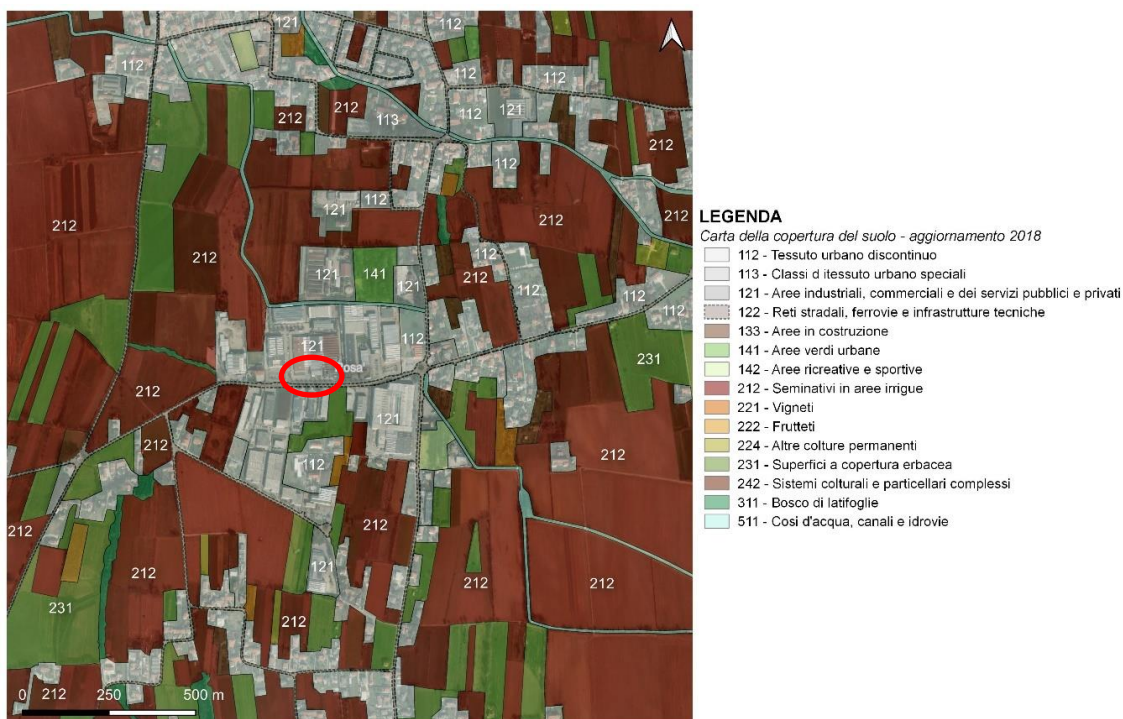 121
112
112
112
121
112
212
212
113
212
112
212
112
121
212
212
212
112
212
121
141
121
212
112
112
112
112
121
osa
112
231
212
121
212
212
112
212
212
121
212
212
212
231
212
0 212 250 500 m
LEGENDA
Carta della copertura del suolo - aggiornamento 2018
112 - Tessuto urbano discontinuo
113 - Classi d itessuto urbano speciali
121 - Aree industriali, commerciali e dei servizi pubblici e privati
122 - Reti stradali, ferrovie e infrastrutture tecniche
133 - Aree in costruzione
141 - Aree verdi urbane
142 - Aree ricreative e sportive
212 - Seminativi in aree irrigue
221 - Vigneti
222 - Frutteti
224 - Altre colture permanenti
231 - Superfici a copertura erbacea
242 - Sistemi colturali e particellari complessi
311 - Bosco di latifoglie
511 - Cosi d'acqua, canali e idrovie